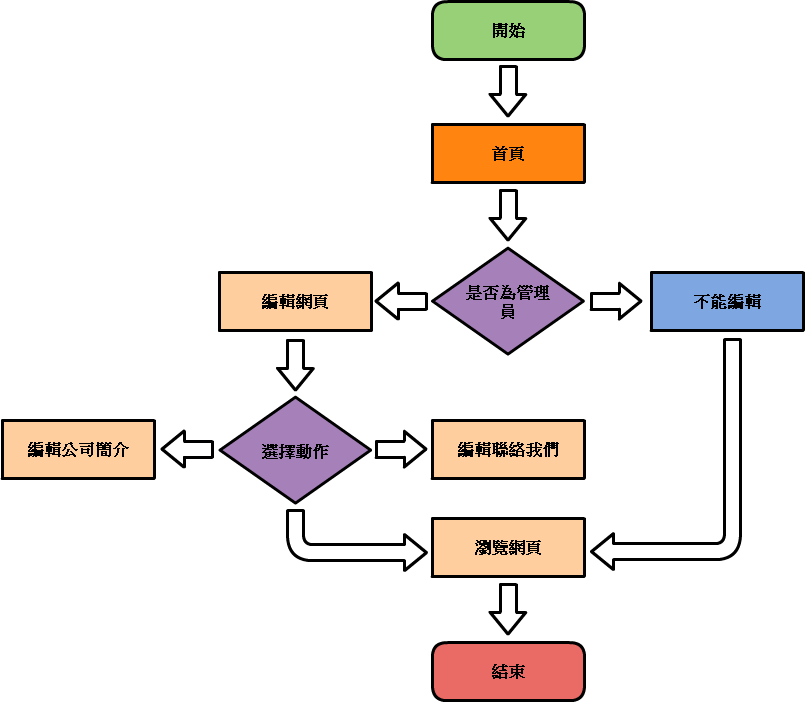 開始
首頁
編輯網頁
是否為管理
員
不能編輯
編輯公司簡介
選擇動作
編輯聯絡我們
瀏覽網頁
結束